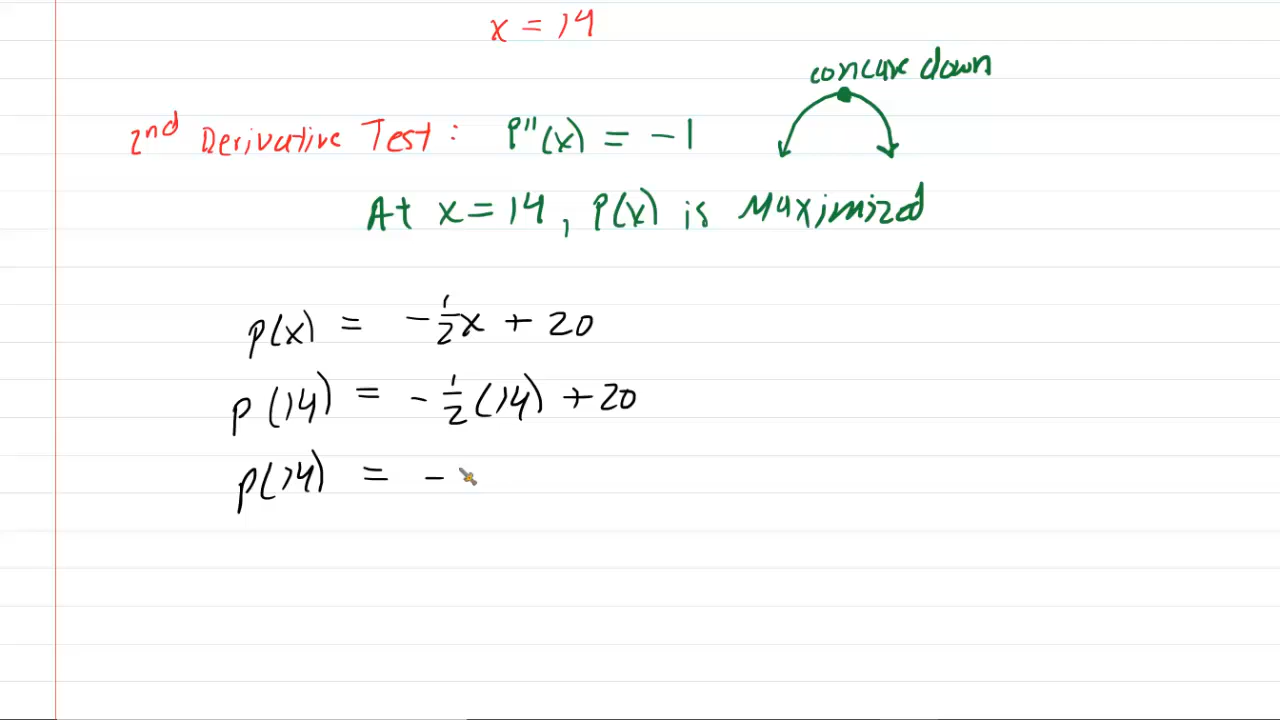 x = 14
concave down
2nd Derivative Test: P''(x) = -1
At x = 14, P(x) is Maximized
p(x) = -1/2x + 20
p(14) = -1/2(14) + 20
p(14) = -